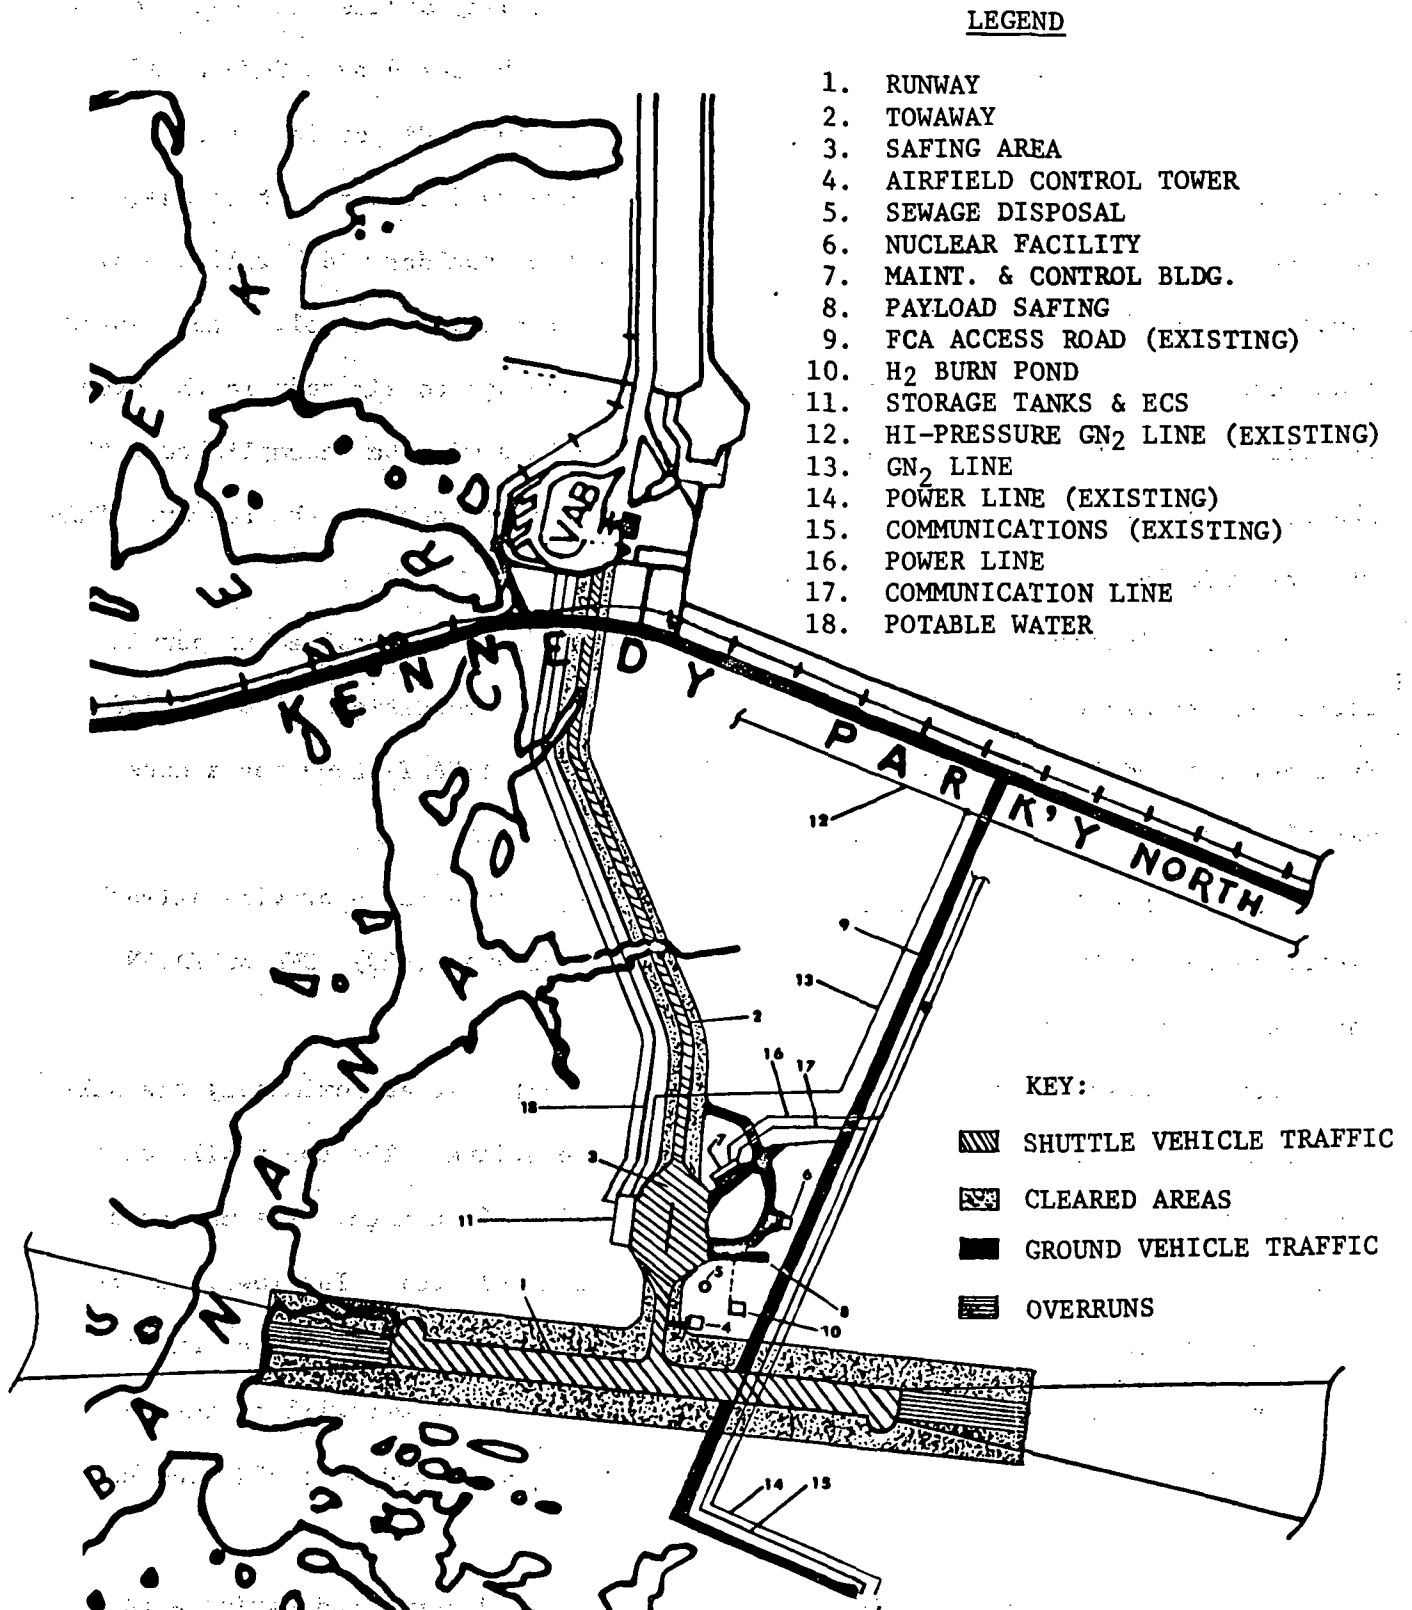 LEGEND
1. RUNWAY
2. TOWAWAY
3. SAFING AREA
4. AIRFIELD CONTROL TOWER
5. SEWAGE DISPOSAL
6. NUCLEAR FACILITY
7. MAINT. & CONTROL BLDG.
8. PAYLOAD SAFING
9. FCA ACCESS ROAD (EXISTING)
10. H2 BURN POND
11. STORAGE TANKS & ECS
12. HI-PRESSURE GN2 LINE (EXISTING)
13. GN2 LINE
14. POWER LINE (EXISTING)
15. COMMUNICATIONS (EXISTING)
16. POWER LINE
17. COMMUNICATION LINE
18. POTABLE WATER
VAB
KENNEDY PARK'Y NORTH
BANANA
CREEK
12
9
13
2
16
17
18
7
3
6
11
5
1
8
4
10
14
15
KEY:
SHUTTLE VEHICLE TRAFFIC
CLEARED AREAS
GROUND VEHICLE TRAFFIC
OVERRUNS